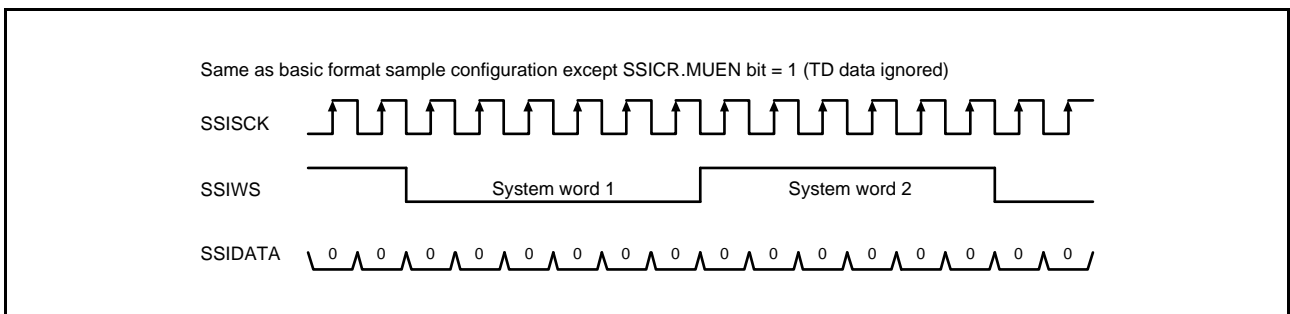 Same as basic format sample configuration except SSICR.MUEN bit = 1 (TD data ignored)
SSISCK
SSIWS System word 1 System word 2
SSIDATA 0 0 0 0 0 0 0 0 0 0 0 0 0 0 0 0